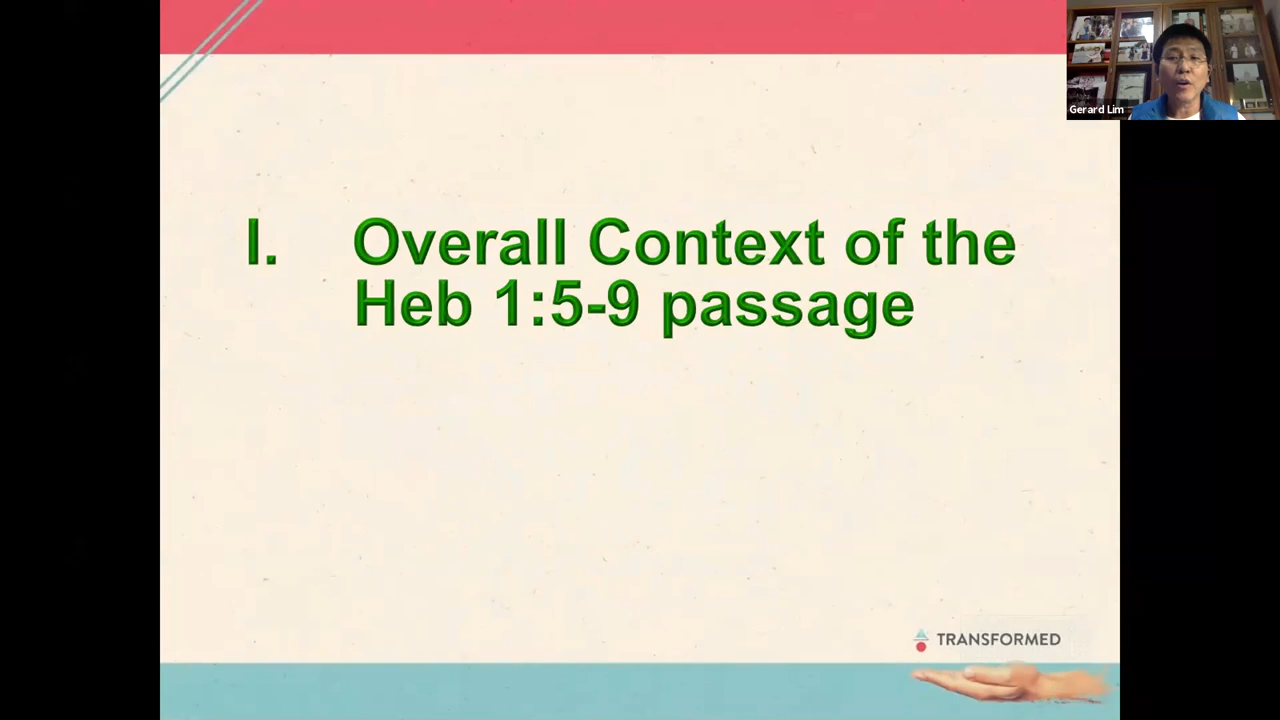 Gerard Lim
I. Overall Context of the
Heb 1:5-9 passage
TRANSFORMED